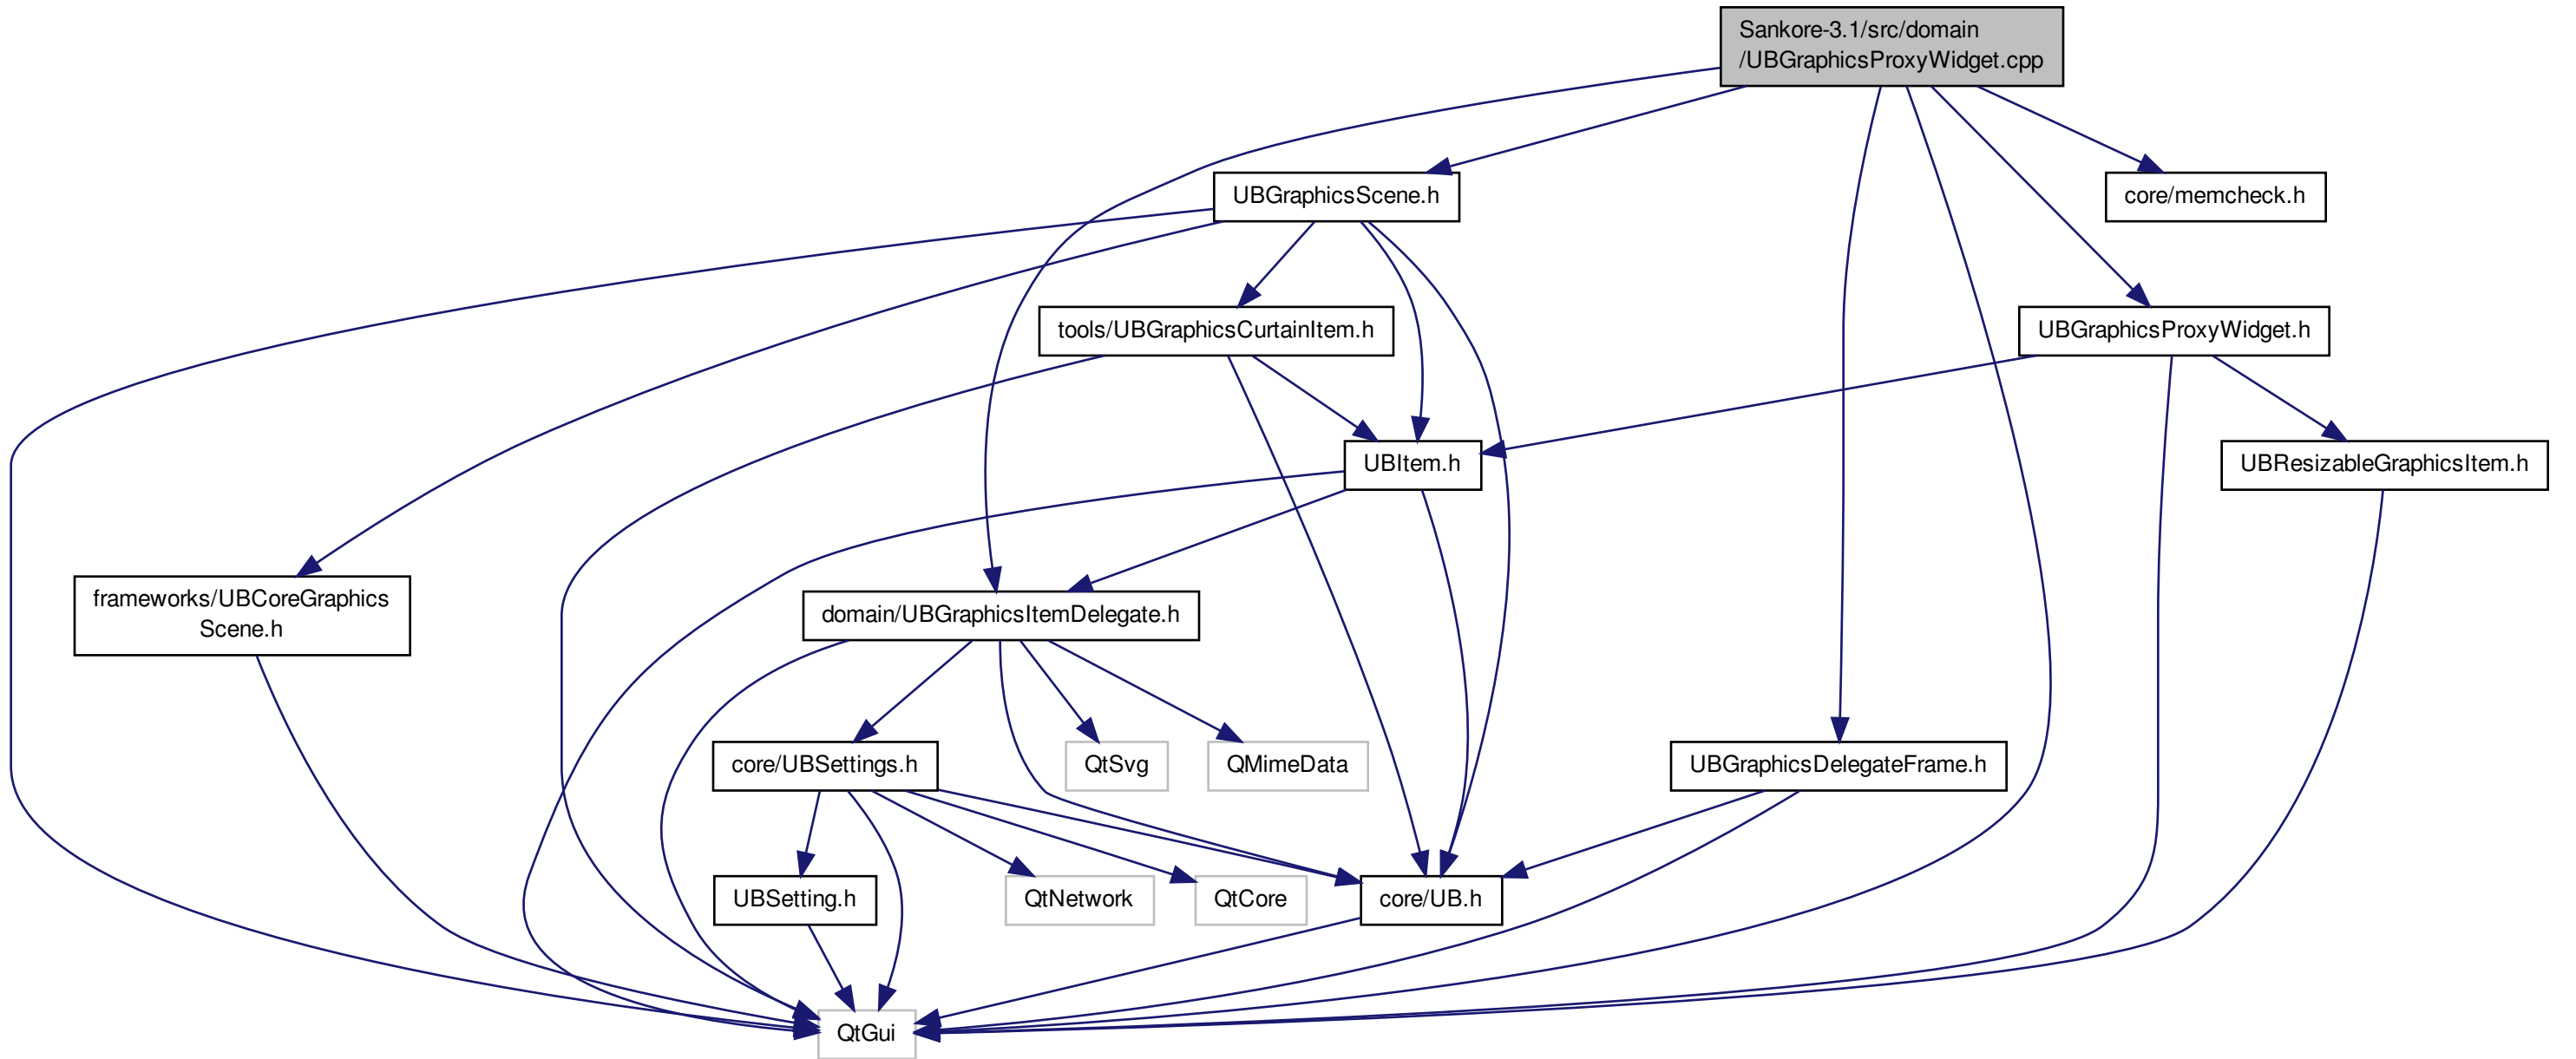 Sankore-3.1/src/domain
/UBGraphicsProxyWidget.cpp
UBGraphicsScene.h
core/memcheck.h
tools/UBGraphicsCurtainItem.h
UBGraphicsProxyWidget.h
UBItem.h
UBResizableGraphicsItem.h
frameworks/UBCoreGraphics
Scene.h
domain/UBGraphicsItemDelegate.h
core/UBSettings.h
QtSvg
QMimeData
UBGraphicsDelegateFrame.h
UBSetting.h
QtNetwork
QtCore
core/UB.h
QtGui